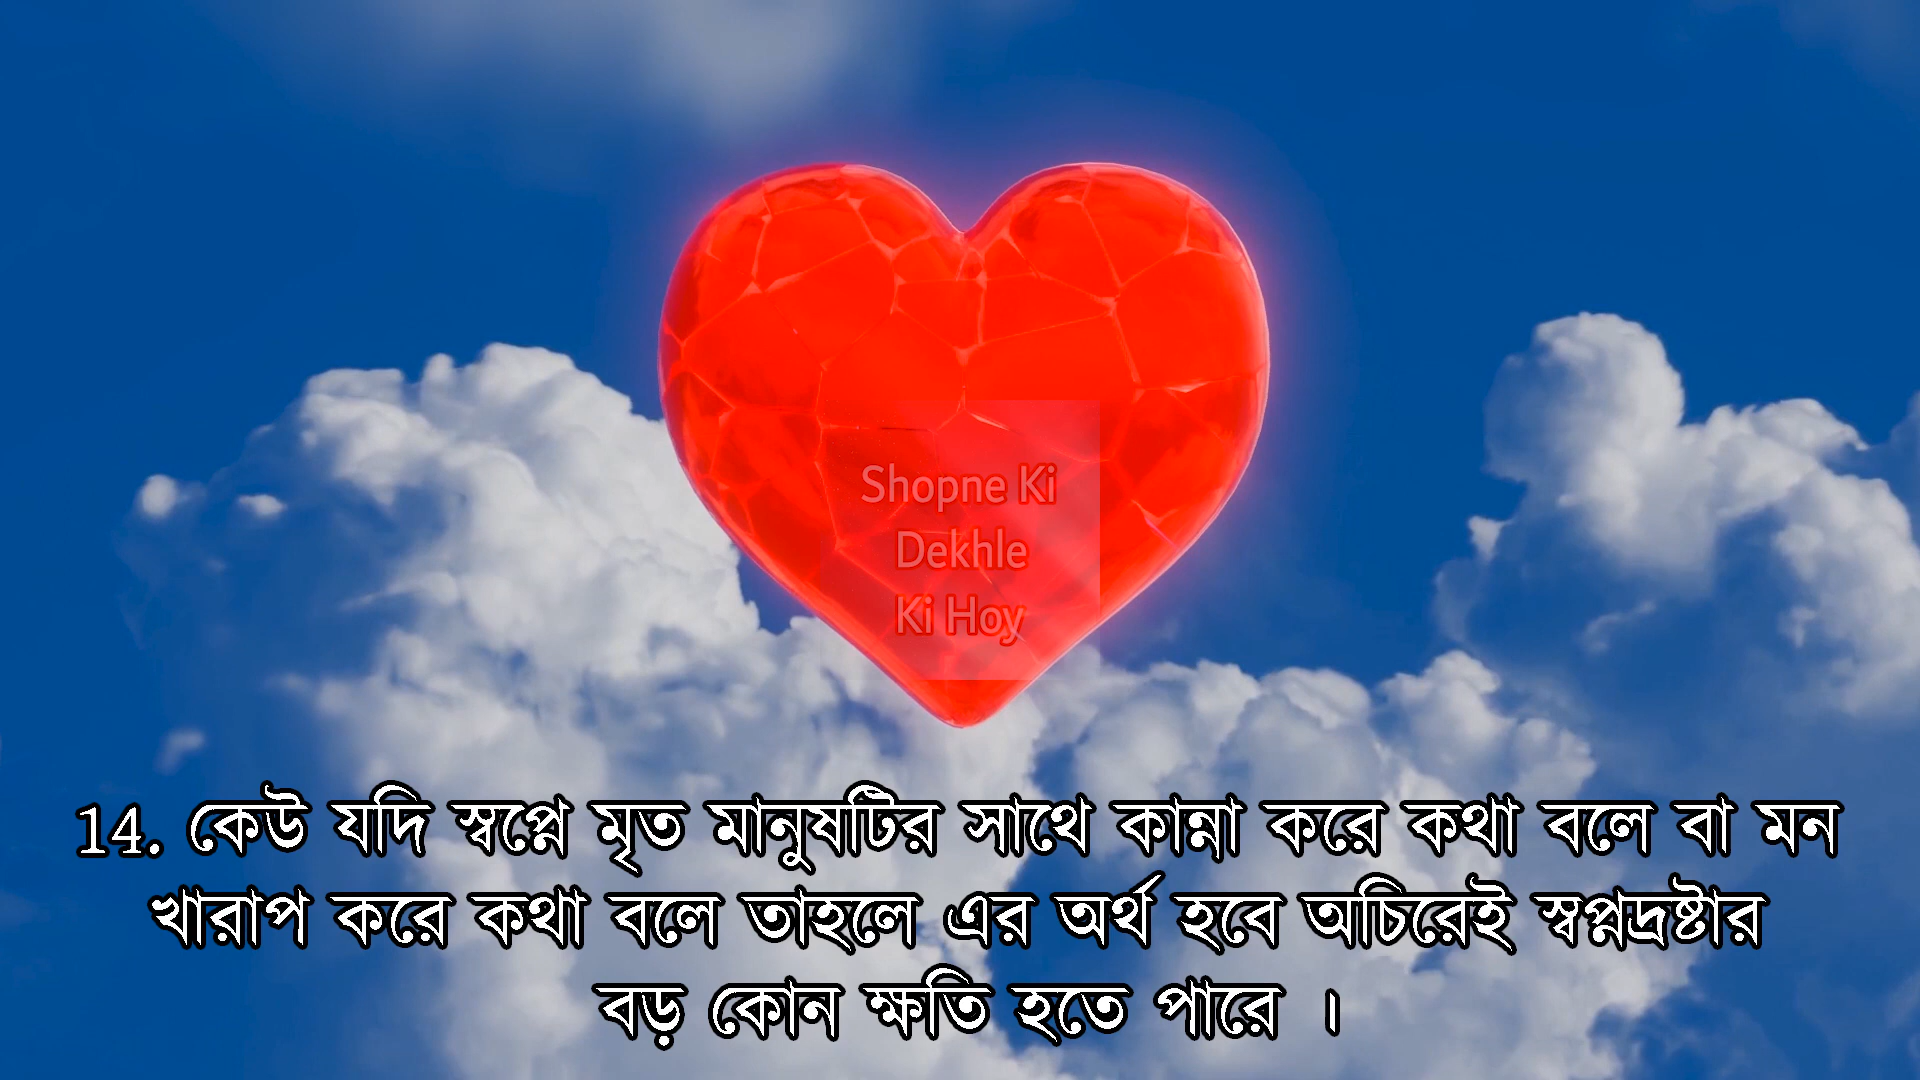 Shopne Ki
Dekhle
Ki Hoy
14. কেউ যদি স্বপ্নে মৃত মানুষটির সাথে কান্না করে কথা বলে বা মন
খারাপ করে কথা বলে তাহলে এর অর্থ হবে অচিরেই স্বপ্নদ্রষ্টার
বড় কোন ক্ষতি হতে পারে ।